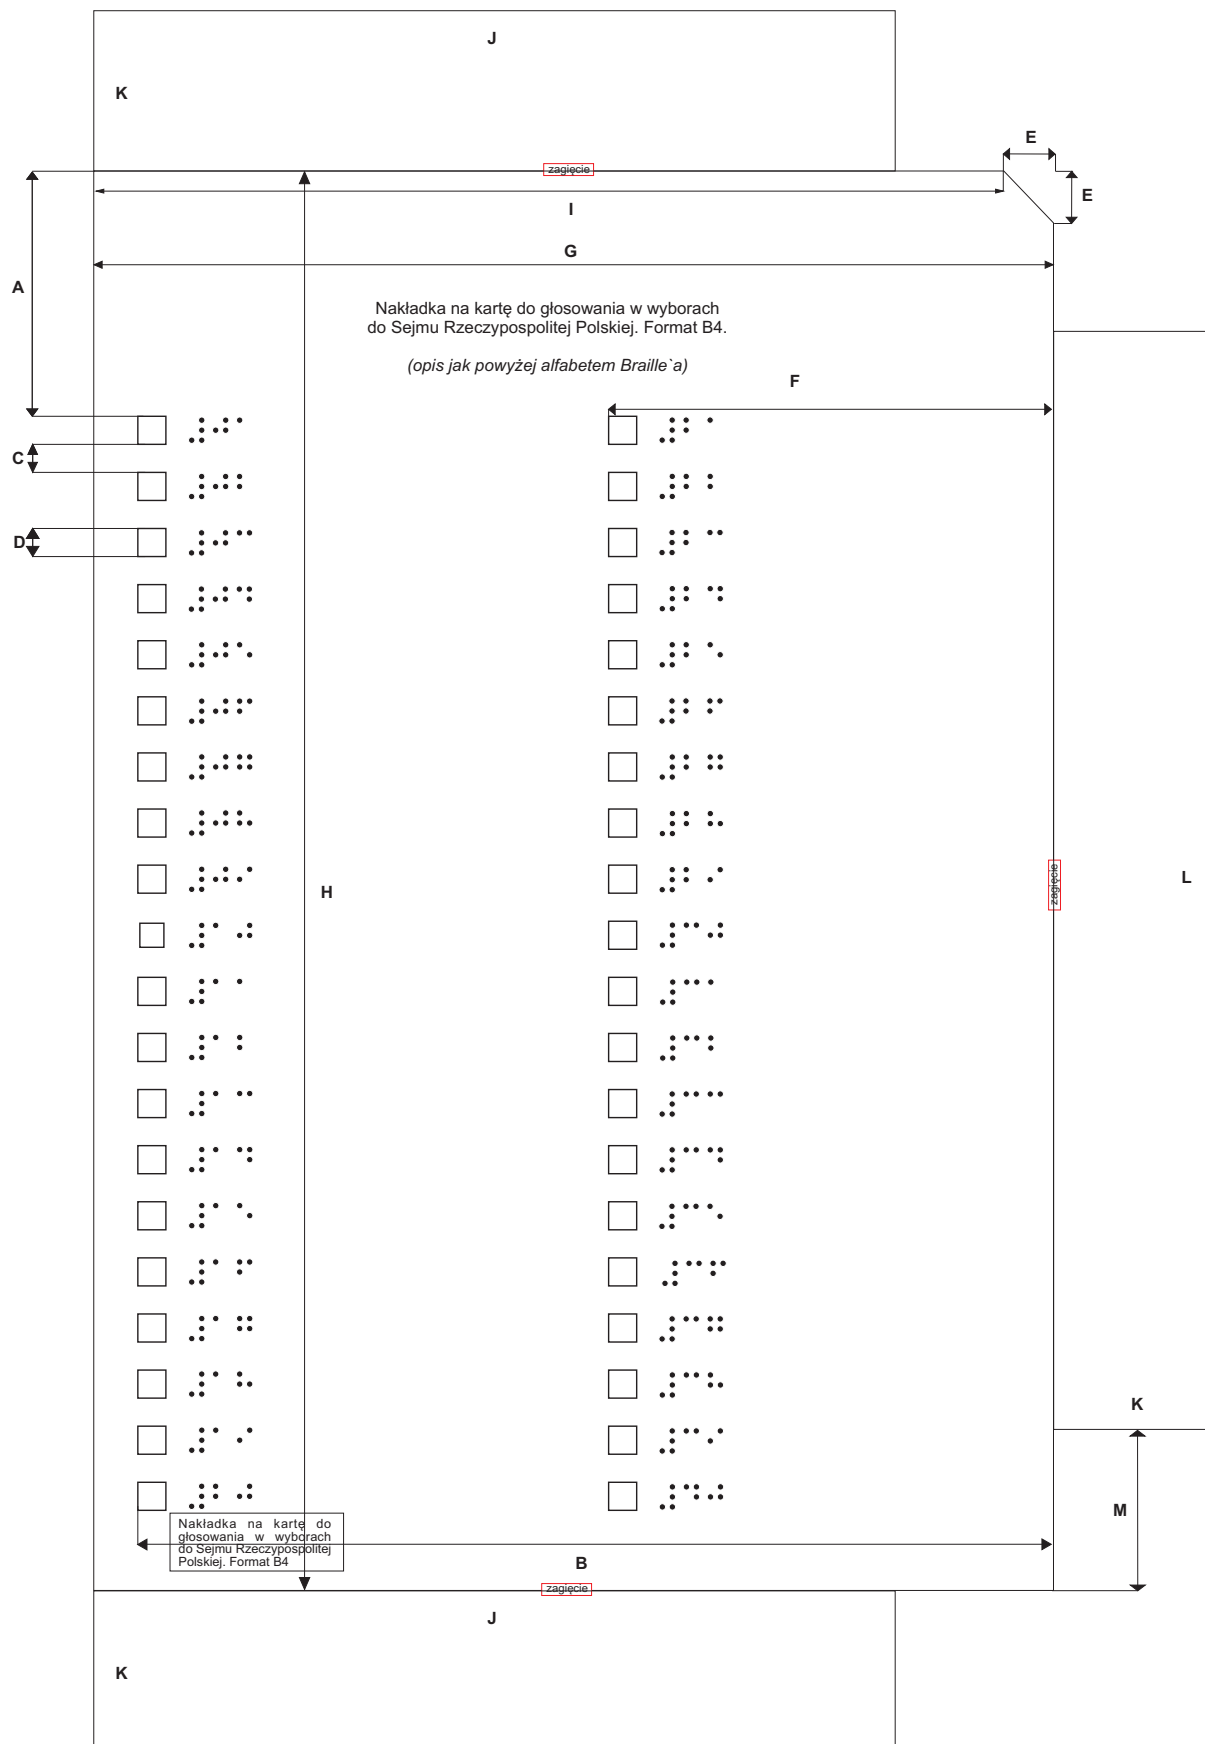 J
K
E
zagięcie
E
I
G
A
Nakładka na kartę do głosowania w wyborach
do Sejmu Rzeczypospolitej Polskiej. Format B4.
(opis jak powyżej alfabetem Braille`a)
F
⠼⠚⠁ ⠼⠃⠁
C
⠼⠚⠃ ⠼⠃⠃
D
⠼⠚⠉ ⠼⠃⠉
⠼⠚⠙ ⠼⠃⠙
⠼⠚⠑ ⠼⠃⠑
⠼⠚⠋ ⠼⠃⠋
⠼⠚⠛ ⠼⠃⠛
⠼⠚⠓ ⠼⠃⠓
⠼⠚⠊ ⠼⠃⠊
H
zagięcie
L
⠼⠁⠚ ⠼⠉⠚
⠼⠁⠁ ⠼⠉⠁
⠼⠁⠃ ⠼⠉⠃
⠼⠁⠉ ⠼⠉⠉
⠼⠁⠙ ⠼⠉⠙
⠼⠁⠑ ⠼⠉⠑
⠼⠁⠋ ⠼⠉⠋
⠼⠁⠛ ⠼⠉⠛
⠼⠁⠓ ⠼⠉⠓
K
⠼⠁⠊ ⠼⠉⠊
⠼⠃⠚ ⠼⠙⠚
M
Nakładka na kartę do
głosowania w wyborach
do Sejmu Rzeczypospolitej
Polskiej. Format B4
B
zagięcie
J
K